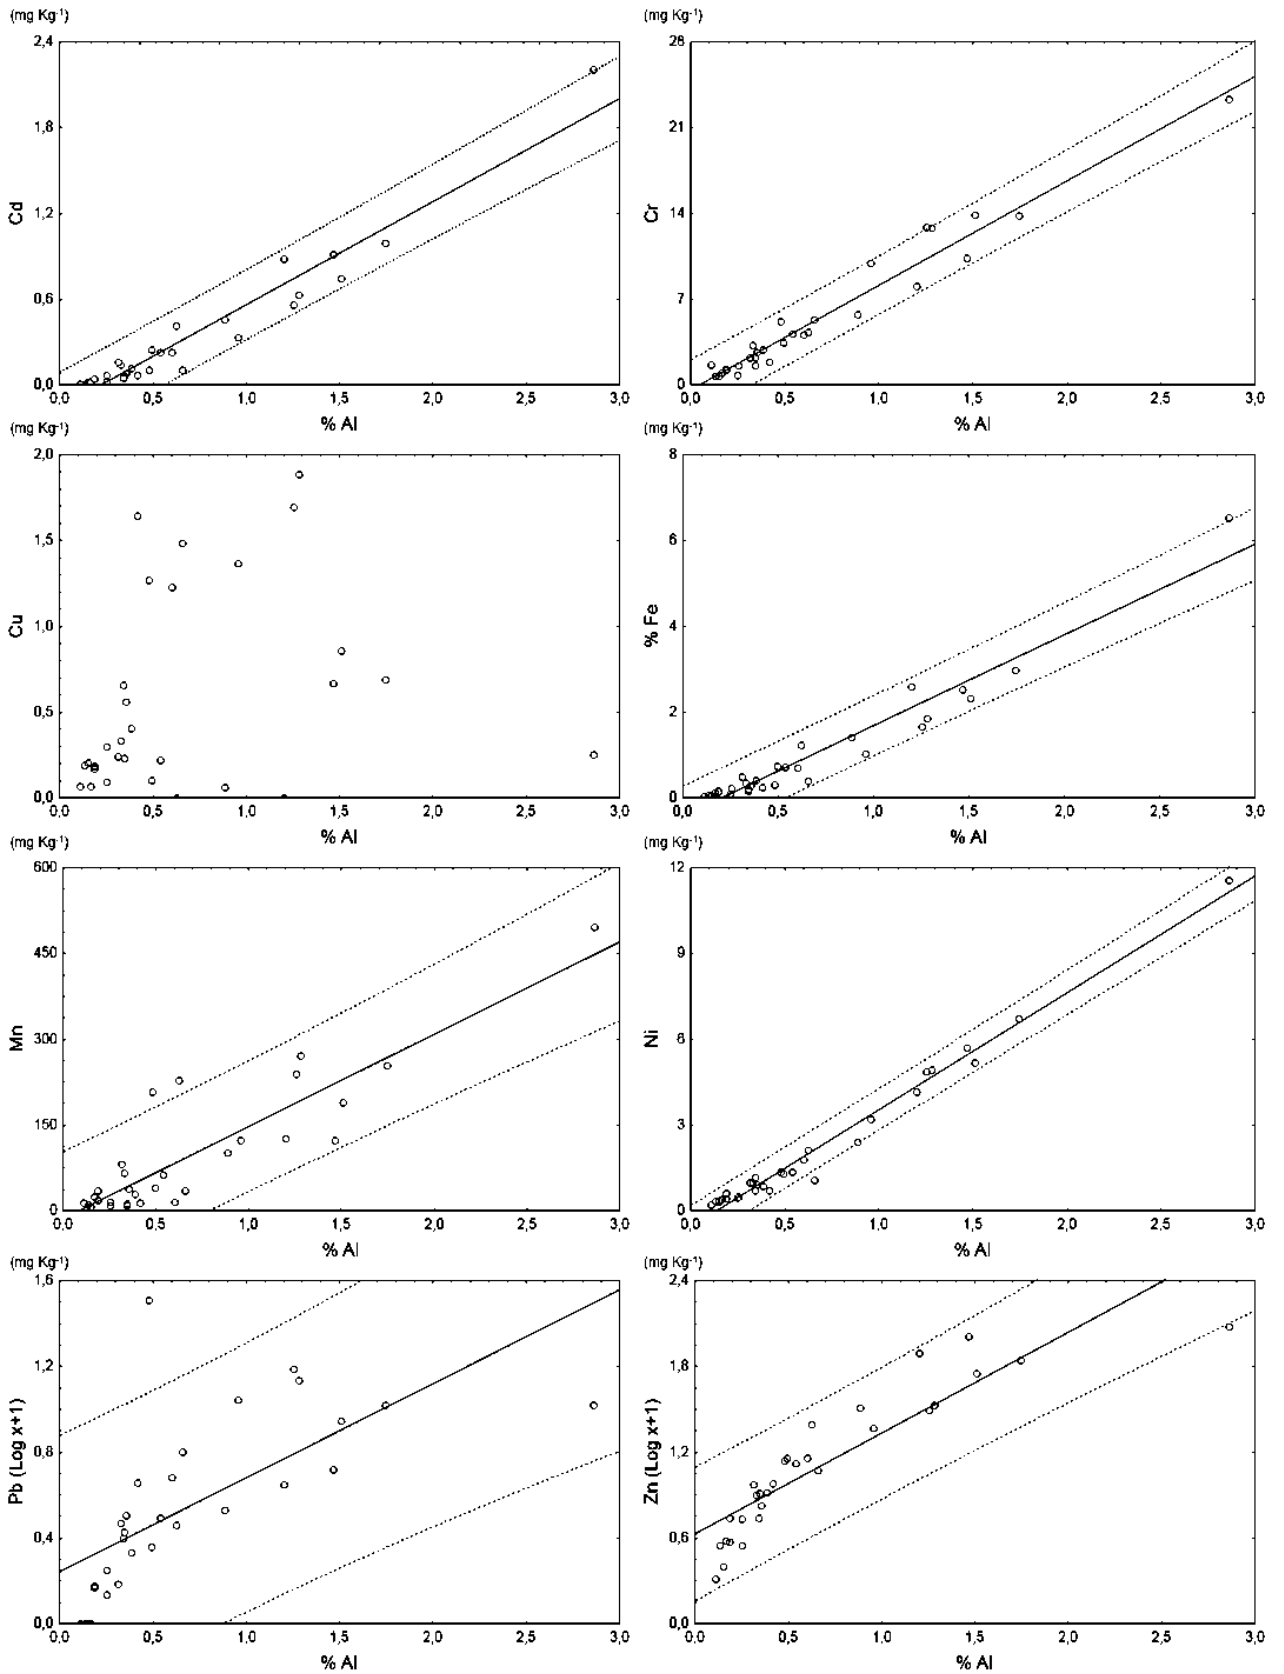 (mg Kg-1)
2,4
1,8
1,2
0,6
0,0
Cd
0,0 0,5 1,0 1,5 2,0 2,5 3,0
% Al
(mg Kg-1)
28
21
14
7
0
Cr
0,0 0,5 1,0 1,5 2,0 2,5 3,0
% Al
(mg Kg-1)
2,0
1,5
1,0
0,5
0,0
Cu
0,0 0,5 1,0 1,5 2,0 2,5 3,0
% Al
(mg Kg-1)
8
6
4
2
0
% Fe
0,0 0,5 1,0 1,5 2,0 2,5 3,0
% Al
(mg Kg-1)
600
450
300
150
0
Mn
0,0 0,5 1,0 1,5 2,0 2,5 3,0
% Al
(mg Kg-1)
12
9
6
3
0
Ni
0,0 0,5 1,0 1,5 2,0 2,5 3,0
% Al
(mg Kg-1)
1,6
1,2
0,8
0,4
0,0
Pb (Log x+1)
0,0 0,5 1,0 1,5 2,0 2,5 3,0
% Al
(mg Kg-1)
2,4
1,8
1,2
0,6
0,0
Zn (Log x+1)
0,0 0,5 1,0 1,5 2,0 2,5 3,0
% Al